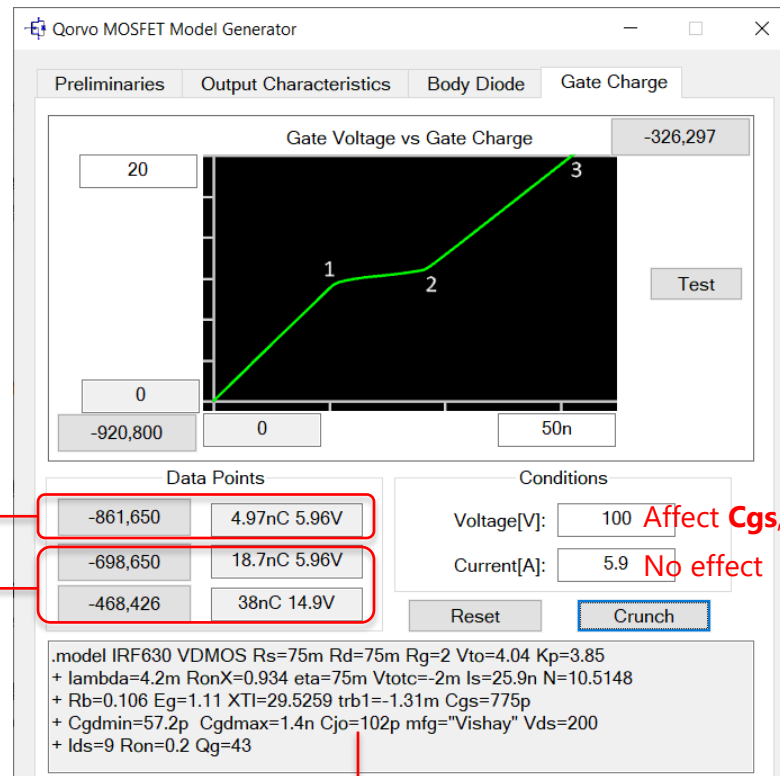 Qorvo MOSFET Model Generator
Preliminaries Output Characteristics Body Diode Gate Charge
Gate Voltage vs Gate Charge -326,297
20
3
1
2
Test
0
-920,800 0 50n
Data Points Conditions
-861,650 4.97nC 5.96V Voltage[V]: 100 Affect Cgs,
-698,650 18.7nC 5.96V Current[A]: 5.9 No effect
-468,426 38nC 14.9V Reset Crunch
.model IRF630 VDMOS Rs=75m Rd=75m Rg=2 Vto=4.04 Kp=3.85
+ lambda=4.2m RonX=0.934 eta=75m Vtotc=-2m Is=25.9n N=10.5148
+ Rb=0.106 Eg=1.11 XTI=29.5259 trb1=-1.31m Cgs=775p
+ Cgdmin=57.2p Cgdmax=1.4n Cjo=102p mfg="Vishay" Vds=200
+ Ids=9 Ron=0.2 Qg=43